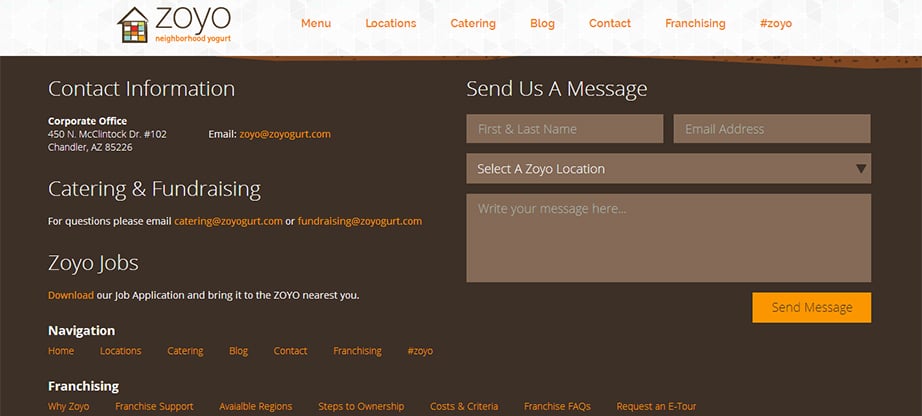 zoyo
neighborhood yogurt
Menu Locations Catering Blog Contact Franchising #zoyo
Contact Information
Corporate Office
450 N. McClintock Dr. #102 Email: zoyo@zoyogurt.com
Chandler, AZ 85226
Catering & Fundraising
For questions please email catering@zoyogurt.com or fundraising@zoyogurt.com
Zoyo Jobs
Download our Job Application and bring it to the ZOYO nearest you.
Send Us A Message
First & Last Name Email Address
Select A Zoyo Location
Write your message here...
Send Message
Navigation
Home Locations Catering Blog Contact Franchising #zoyo
Franchising
Why Zoyo Franchise Support Avaialble Regions Steps to Ownership Costs & Criteria Franchise FAQs Request an E-Tour